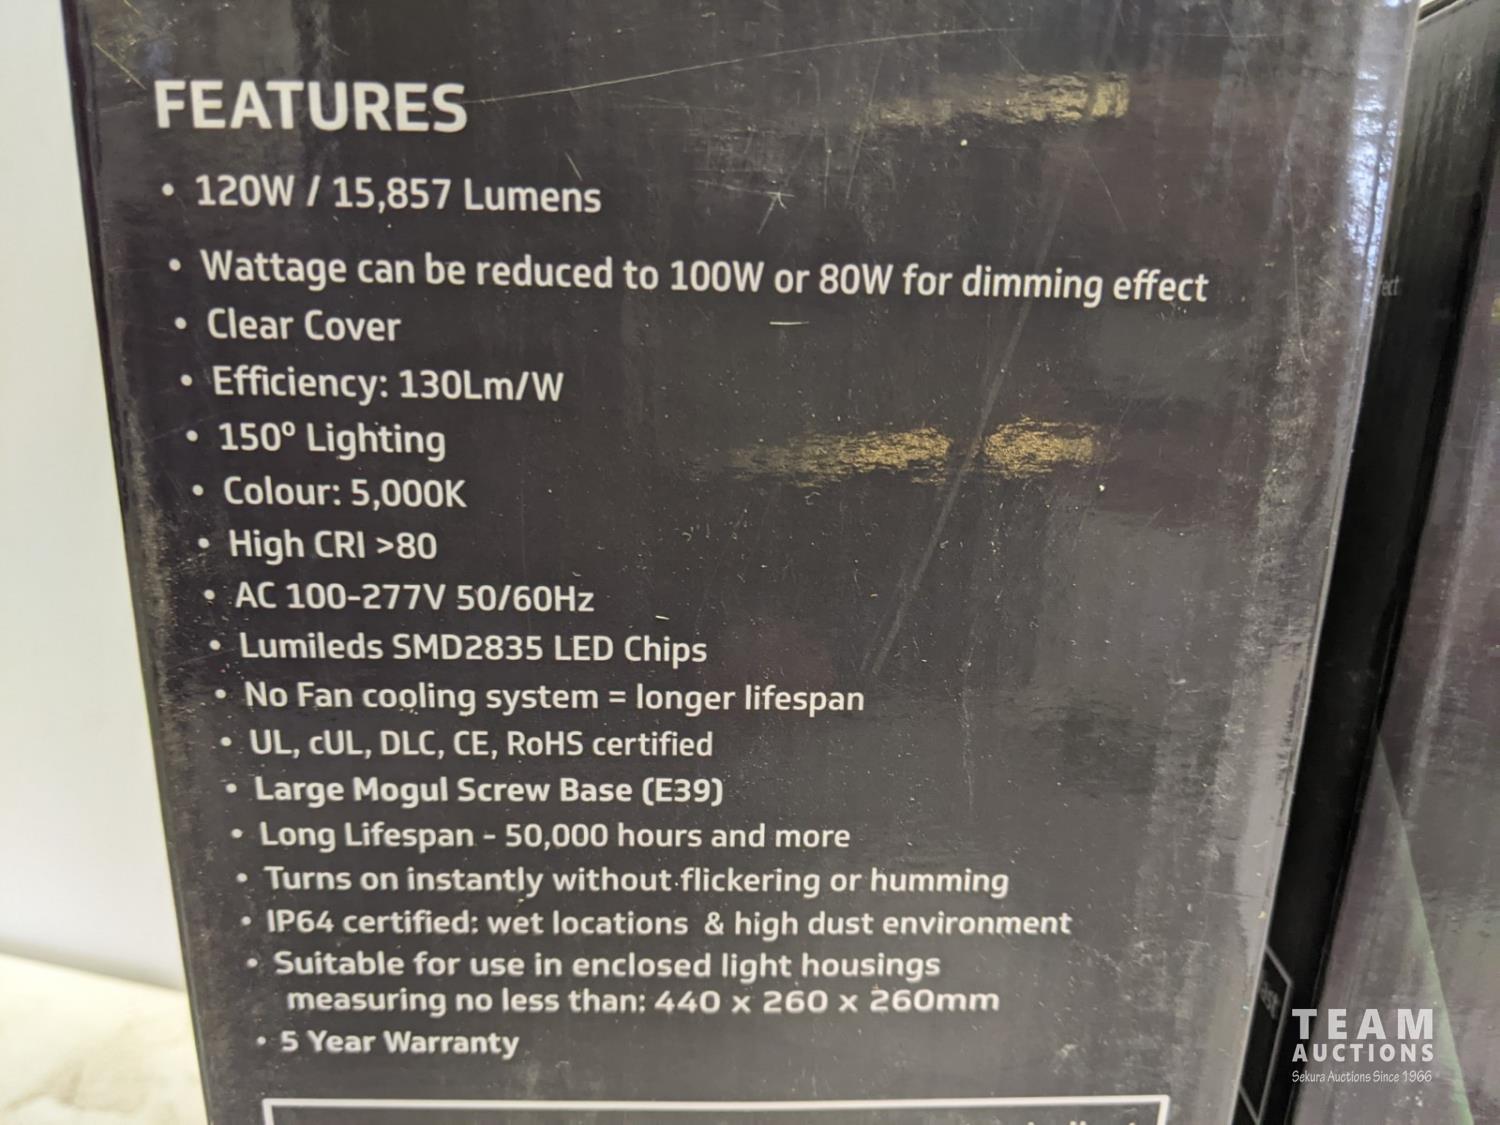 FEATURES
• 120W / 15,857 Lumens
• Wattage can be reduced to 100W or 80W for dimming effect
• Clear Cover
• Efficiency: 130Lm/W
• 150º Lighting
• Colour: 5,000K
• High CRI >80
• AC 100-277V 50/60Hz
• Lumileds SMD2835 LED Chips
• No Fan cooling system = longer lifespan
• UL, cUL, DLC, CE, RoHS certified
• Large Mogul Screw Base (E39)
• Long Lifespan - 50,000 hours and more
• Turns on instantly without flickering or humming
• IP64 certified: wet locations & high dust environment
• Suitable for use in enclosed light housings
measuring no less than: 440 x 260 x 260mm
• 5 Year Warranty
TEAM
AUCTIONS
Sekura Auctions Since 1966